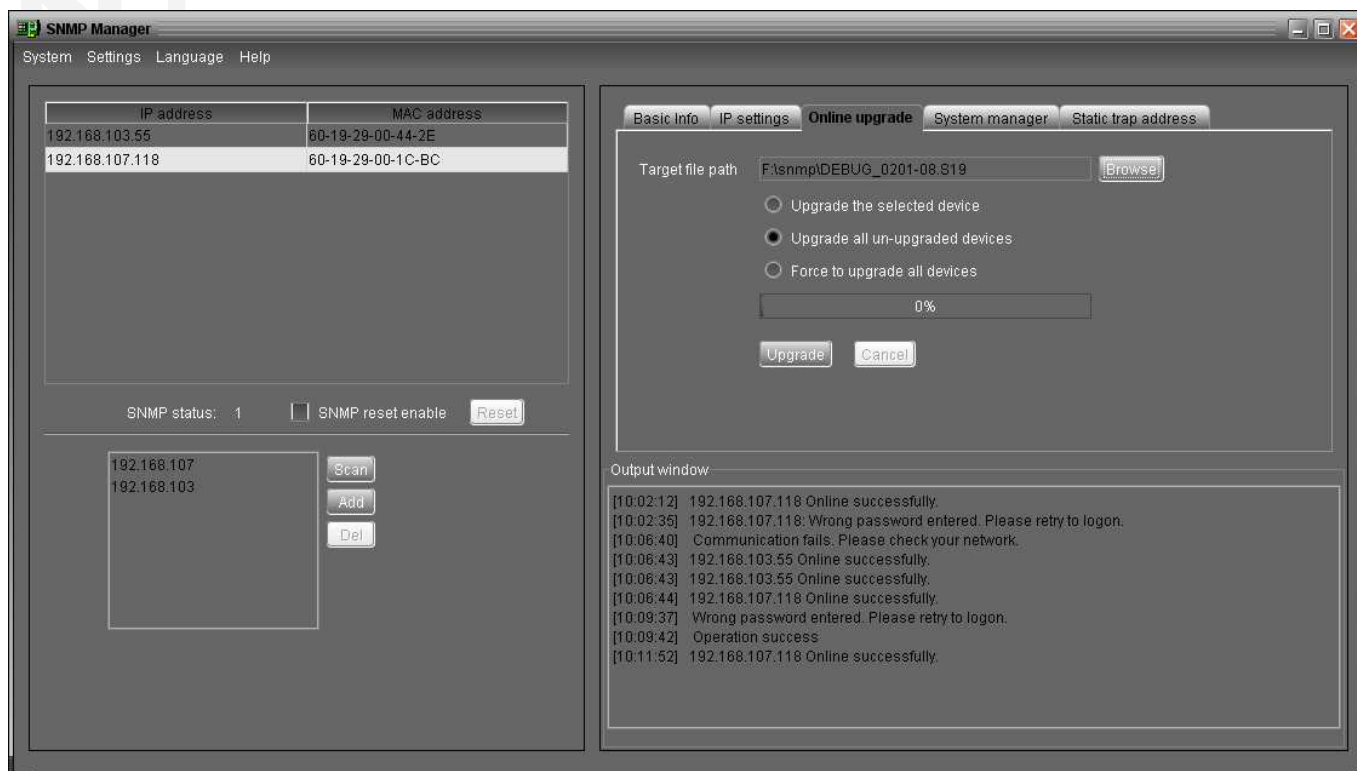 SNMP Manager
System Settings Language Help
IP address MAC address
192.168.103.55 60-19-29-00-44-2E
192.168.107.118 60-19-29-00-1C-BC
SNMP status: 1 SNMP reset enable Reset
192.168.107
192.168.103
Scan
Add
Del
Basic Info IP settings Online upgrade System manager Static trap address
Target file path F:\snmp\DEBUG_0201-08.S19 Browse
Upgrade the selected device
Upgrade all un-upgraded devices
Force to upgrade all devices
0%
Upgrade Cancel
Output window
[10:02:12] 192.168.107.118 Online successfully.
[10:02:35] 192.168.107.118: Wrong password entered. Please retry to logon.
[10:06:40] Communication fails. Please check your network.
[10:06:43] 192.168.103.55 Online successfully.
[10:06:43] 192.168.103.55 Online successfully.
[10:06:44] 192.168.107.118 Online successfully.
[10:09:37] Wrong password entered. Please retry to logon.
[10:09:42] Operation success
[10:11:52] 192.168.107.118 Online successfully.